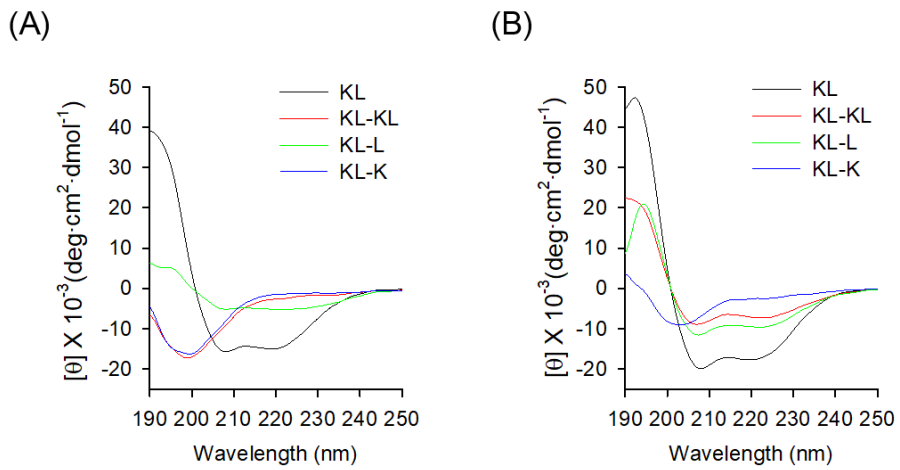 (A)
(B)
[θ] X 10⁻³(deg·cm²·dmol⁻¹)
50
40
30
20
10
0
-10
-20
KL
KL-KL
KL-L
KL-K
190 200 210 220 230 240 250
Wavelength (nm)
[θ] X 10⁻³(deg·cm²·dmol⁻¹)
50
40
30
20
10
0
-10
-20
KL
KL-KL
KL-L
KL-K
190 200 210 220 230 240 250
Wavelength (nm)